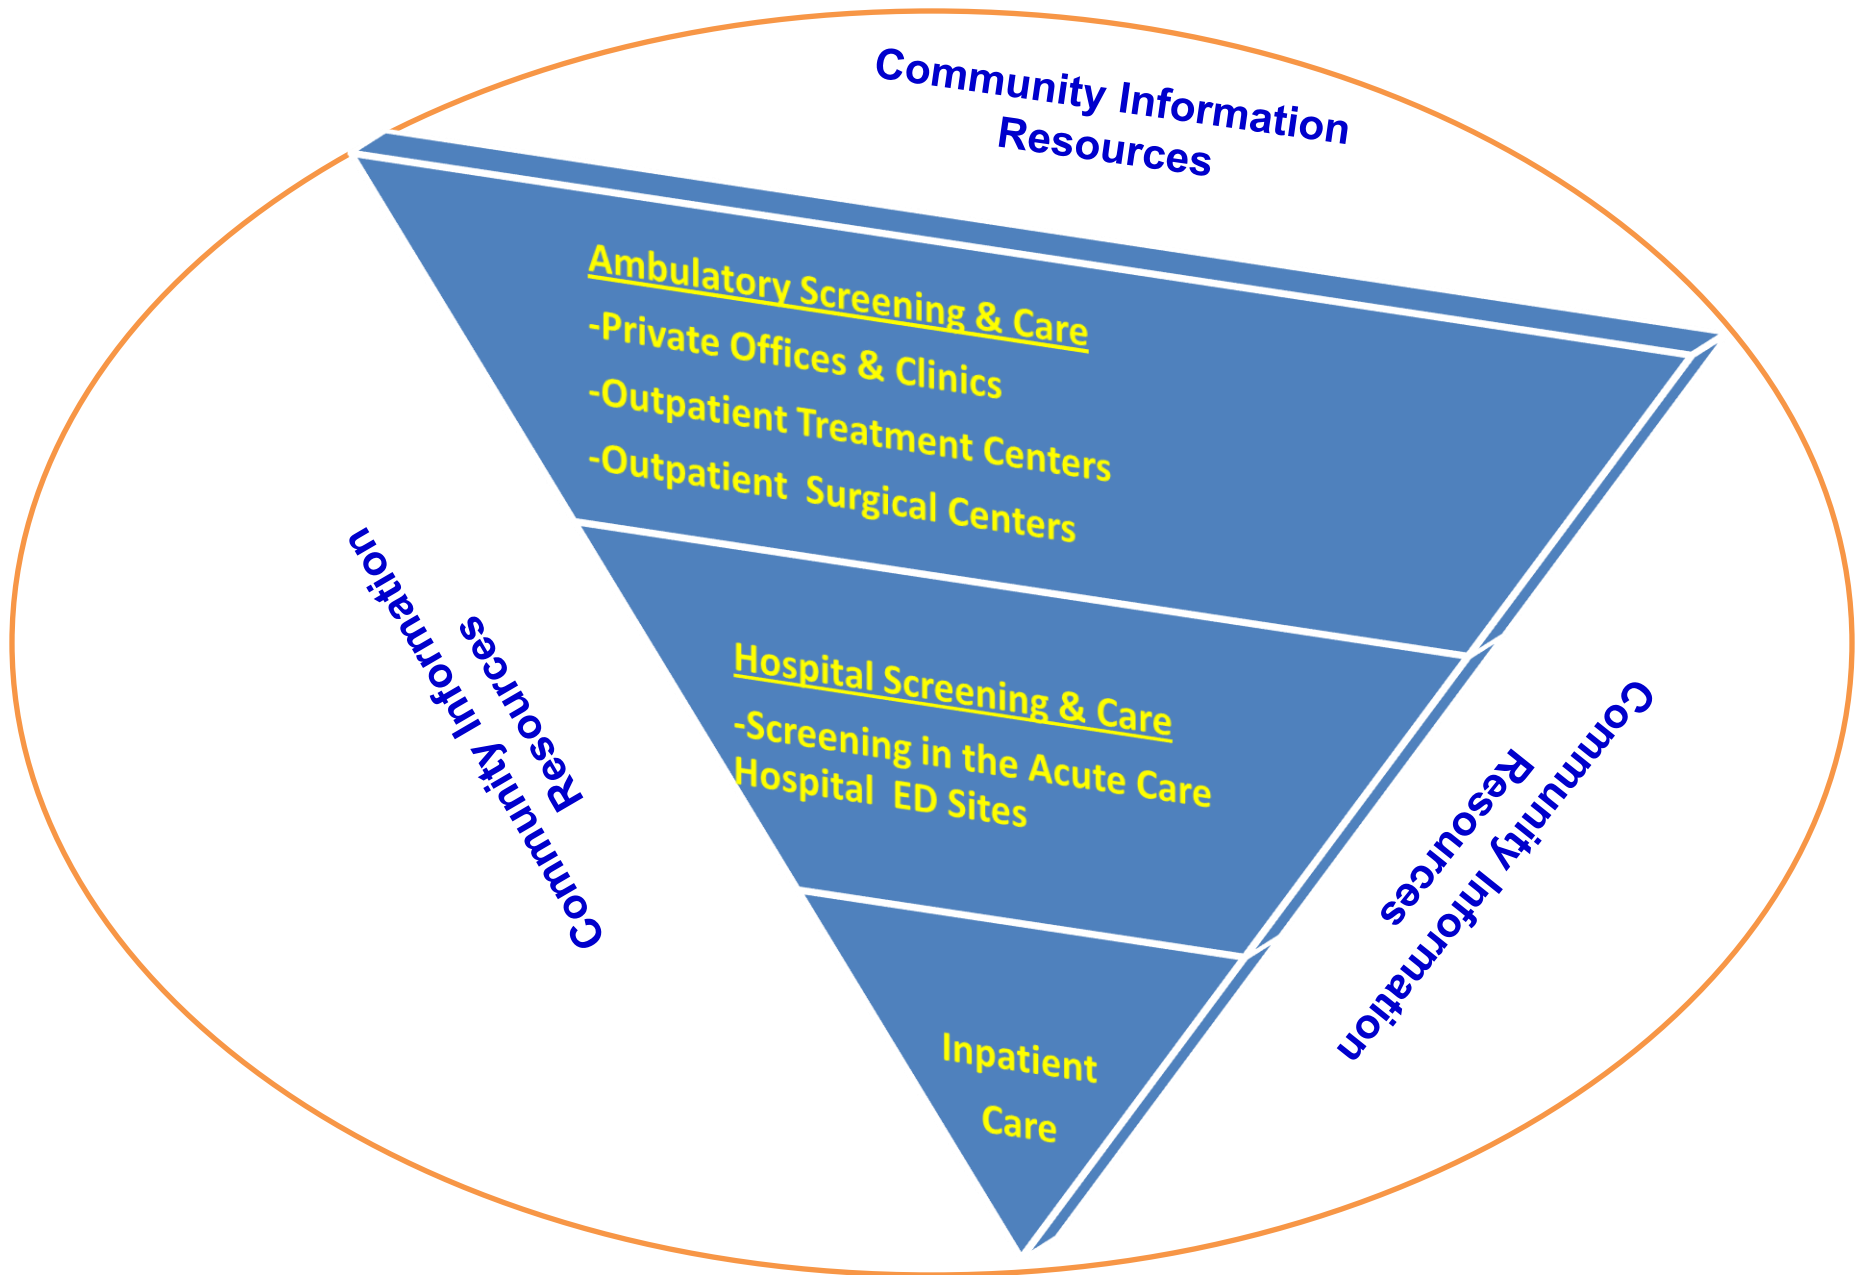 Community Information
Resources
Ambulatory Screening & Care
-Private Offices & Clinics
-Outpatient Treatment Centers
-Outpatient  Surgical Centers
Community Information
Resources
Hospital Screening & Care
-Screening in the Acute Care
Hospital  ED Sites
Community Information
Resources
Inpatient
Care